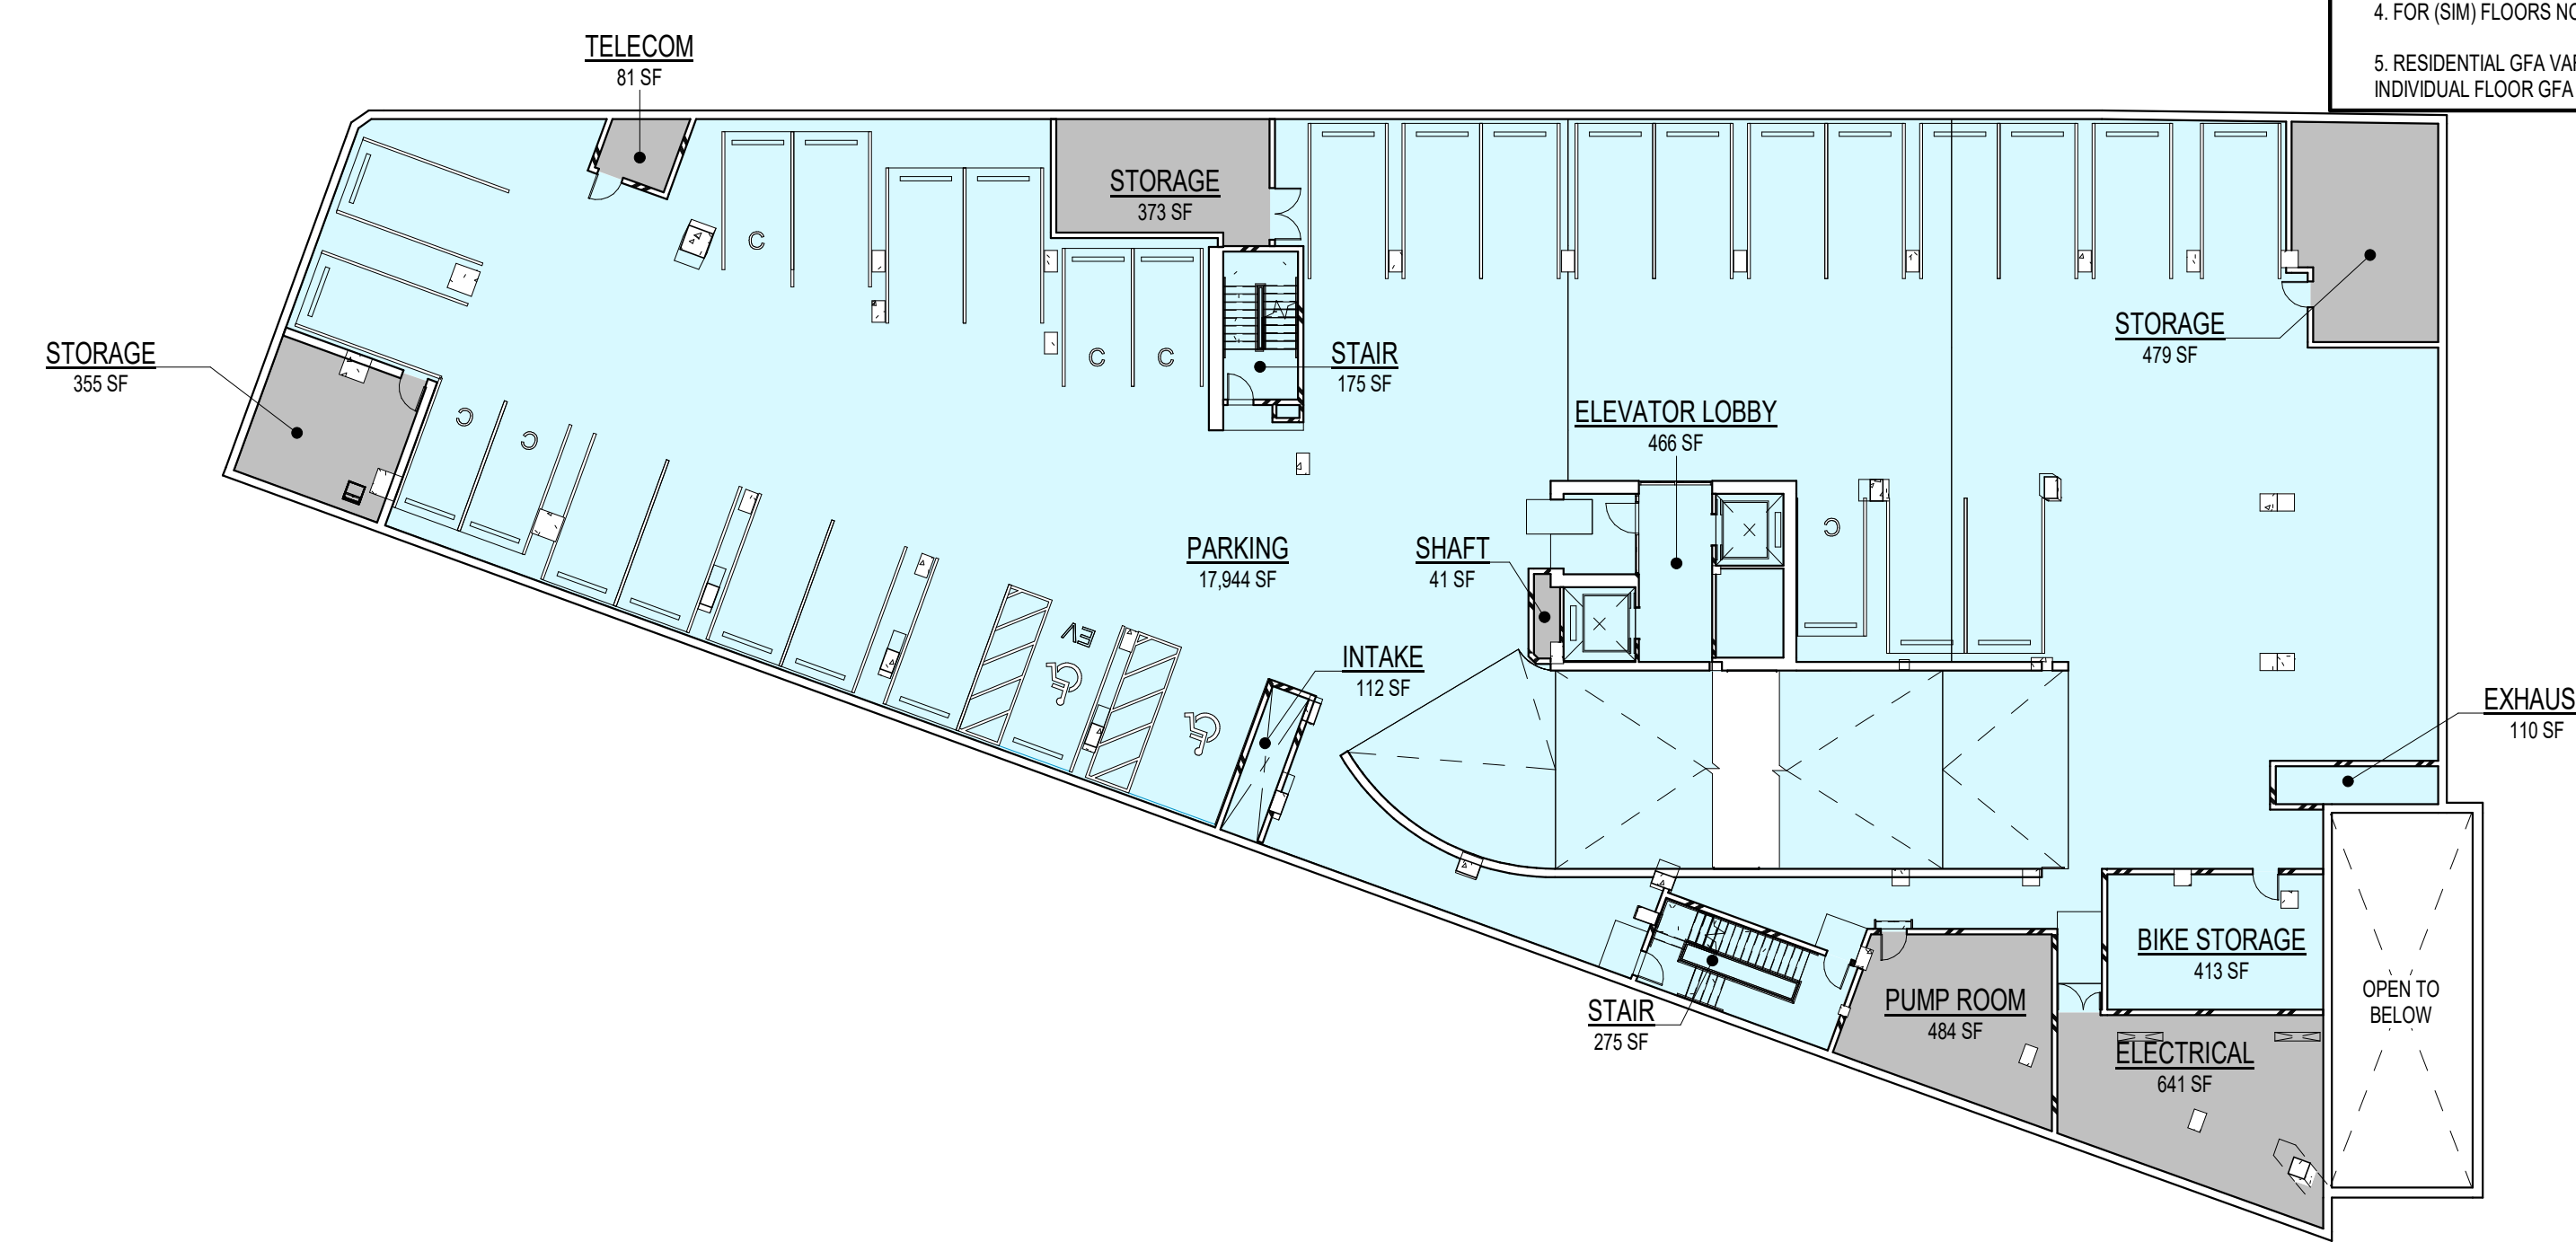 4. FOR (SIM) FLOORS NO
5. RESIDENTIAL GFA VAR
INDIVIDUAL FLOOR GFA
TELECOM
81 SF
STORAGE
373 SF
C
STORAGE
479 SF
STORAGE
355 SF
STAIR
175 SF
C
C
C
C
ELEVATOR LOBBY
466 SF
C
PARKING
17,944 SF
SHAFT
41 SF
EV
INTAKE
112 SF
EXHAUS
110 SF
BIKE STORAGE
413 SF
STAIR
275 SF
PUMP ROOM
484 SF
OPEN TO
BELOW
ELECTRICAL
641 SF